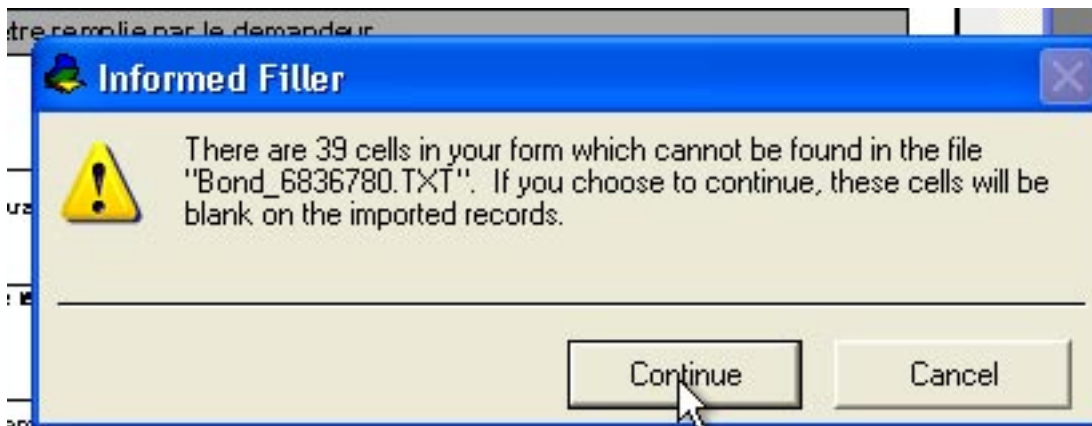 être remplie par le demandeur
Informed Filler
There are 39 cells in your form which cannot be found in the file
"Bond_6836780.TXT".  If you choose to continue, these cells will be
blank on the imported records.
Continue
Cancel